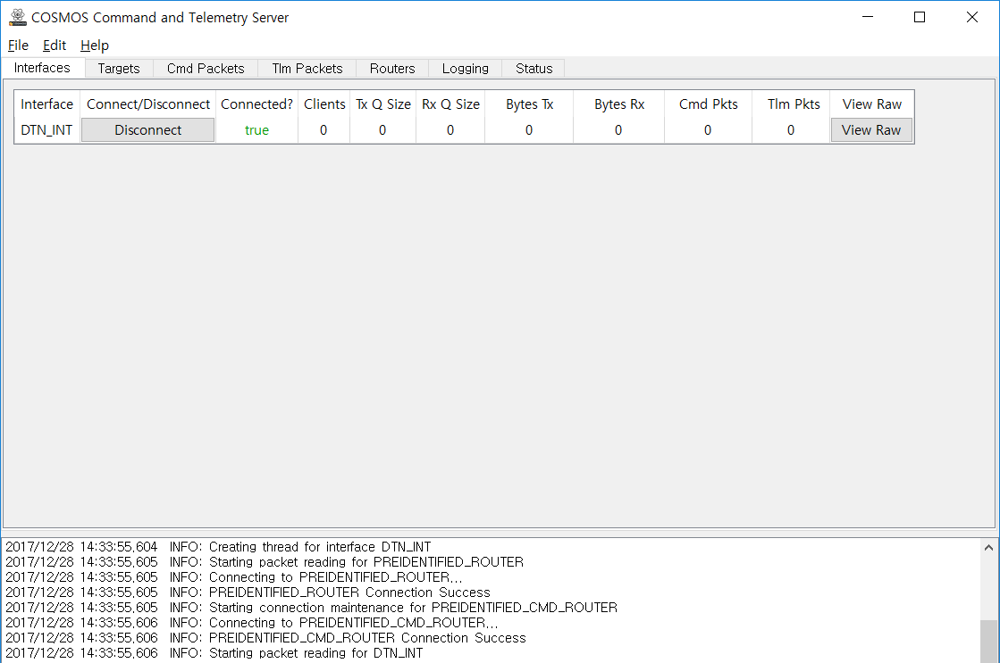 COSMOS Command and Telemetry Server
File Edit Help
Interfaces Targets Cmd Packets Tlm Packets Routers Logging Status
Interface Connect/Disconnect Connected? Clients Tx Q Size Rx Q Size Bytes Tx Bytes Rx Cmd Pkts Tlm Pkts View Raw
DTN_INT Disconnect true 0 0 0 0 0 0 0 View Raw
2017/12/28 14:33:55.604 INFO: Creating thread for interface DTN_INT
2017/12/28 14:33:55.605 INFO: Starting packet reading for PREIDENTIFIED_ROUTER
2017/12/28 14:33:55.605 INFO: Connecting to PREIDENTIFIED_ROUTER...
2017/12/28 14:33:55.605 INFO: PREIDENTIFIED_ROUTER Connection Success
2017/12/28 14:33:55.605 INFO: Starting connection maintenance for PREIDENTIFIED_CMD_ROUTER
2017/12/28 14:33:55.606 INFO: Connecting to PREIDENTIFIED_CMD_ROUTER...
2017/12/28 14:33:55.606 INFO: PREIDENTIFIED_CMD_ROUTER Connection Success
2017/12/28 14:33:55.606 INFO: Starting packet reading for DTN_INT